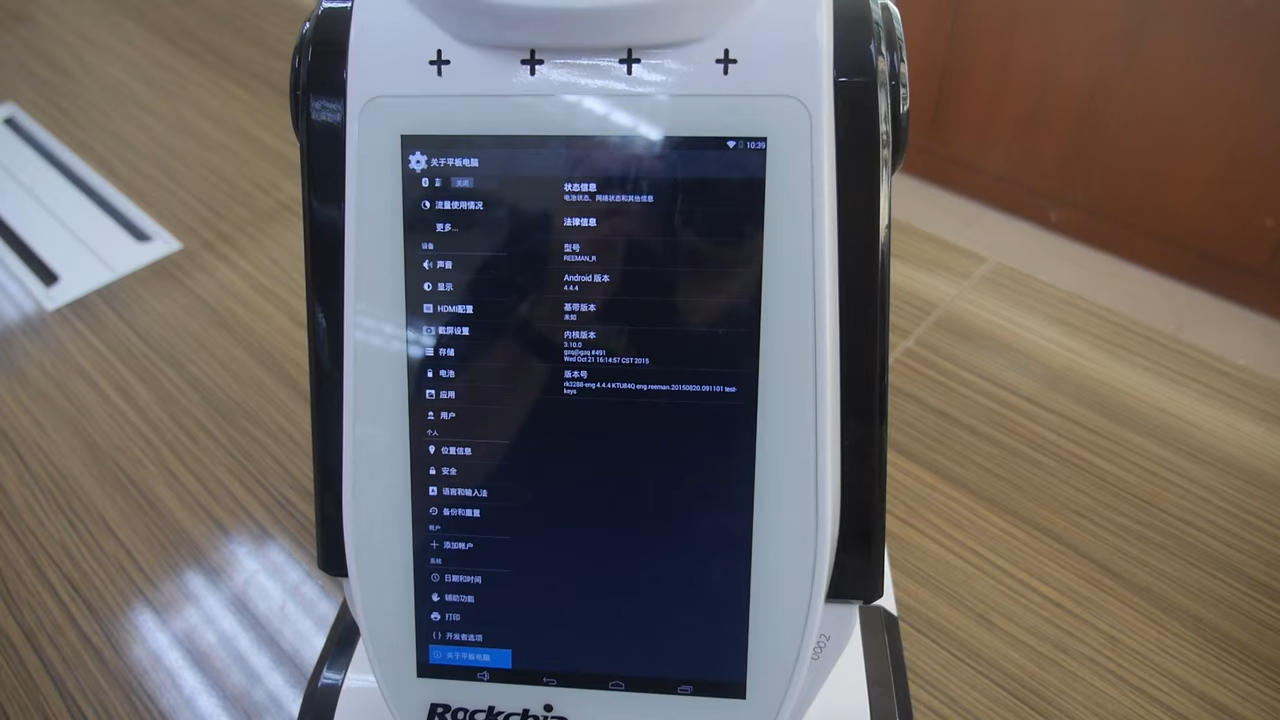 10:39
关于平板电脑
关闭
流量使用情况
更多...
设备
声音
显示
HDMI配置
截屏设置
存储
电池
应用
用户
个人
位置信息
安全
语言和输入法
备份和重置
帐户
添加帐户
系统
日期和时间
辅助功能
打印
{ } 开发者选项
关于平板电脑
状态信息
电池状态、网络状态和其他信息
法律信息
型号
REEMAN_R
Android 版本
4.4.4
基带版本
未知
内核版本
3.10.0
gzq@gzq #491
Wed Oct 21 16:14:57 CST 2015
版本号
rk3288-eng 4.4.4 KTU84Q eng.reeman.20150820.091101 test-
keys
0002
Rockchip